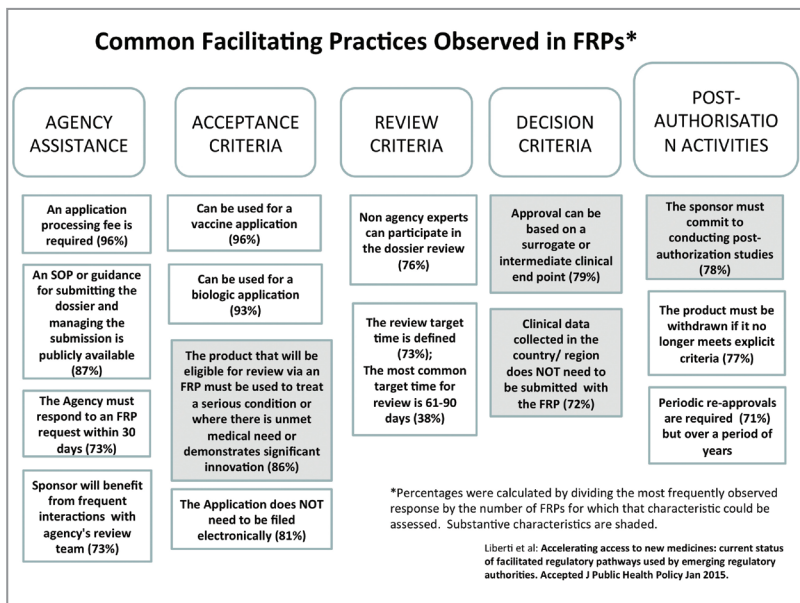 Common Facilitating Practices Observed in FRPs*
AGENCY
ASSISTANCE
An application
processing fee is
required (96%)
An SOP or guidance
for submitting the
dossier and
managing the
submission is
publicly available
(87%)
The Agency must
respond to an FRP
request within 30
days (73%)
Sponsor will benefit
from frequent
interactions with
agency's review
team (73%)
ACCEPTANCE
CRITERIA
Can be used for a
vaccine application
(96%)
Can be used for a
biologic application
(93%)
The product that will be
eligible for review via an
FRP must be used to treat
a serious condition or
where there is unmet
medical need or
demonstrates significant
innovation (86%)
The Application does NOT
need to be filed
electronically (81%)
REVIEW
CRITERIA
Non agency experts
can participate in
the dossier review
(76%)
The review target
time is defined
(73%);
The most common
target time for
review is 61-90
days (38%)
DECISION
CRITERIA
Approval can be
based on a
surrogate or
intermediate clinical
end point (79%)
Clinical data
collected in the
country/ region
does NOT need to
be submitted with
the FRP (72%)
POST-
AUTHORISATIO
N ACTIVITIES
The sponsor must
commit to
conducting post-
authorization studies
(78%)
The product must be
withdrawn if it no
longer meets explicit
criteria (77%)
Periodic re-approvals
are required (71%)
but over a period of
years
*Percentages were calculated by dividing the most frequently observed
response by the number of FRPs for which that characteristic could be
assessed. Substantive characteristics are shaded.
Liberti et al: Accelerating access to new medicines: current status
of facilitated regulatory pathways used by emerging regulatory
authorities. Accepted J Public Health Policy Jan 2015.